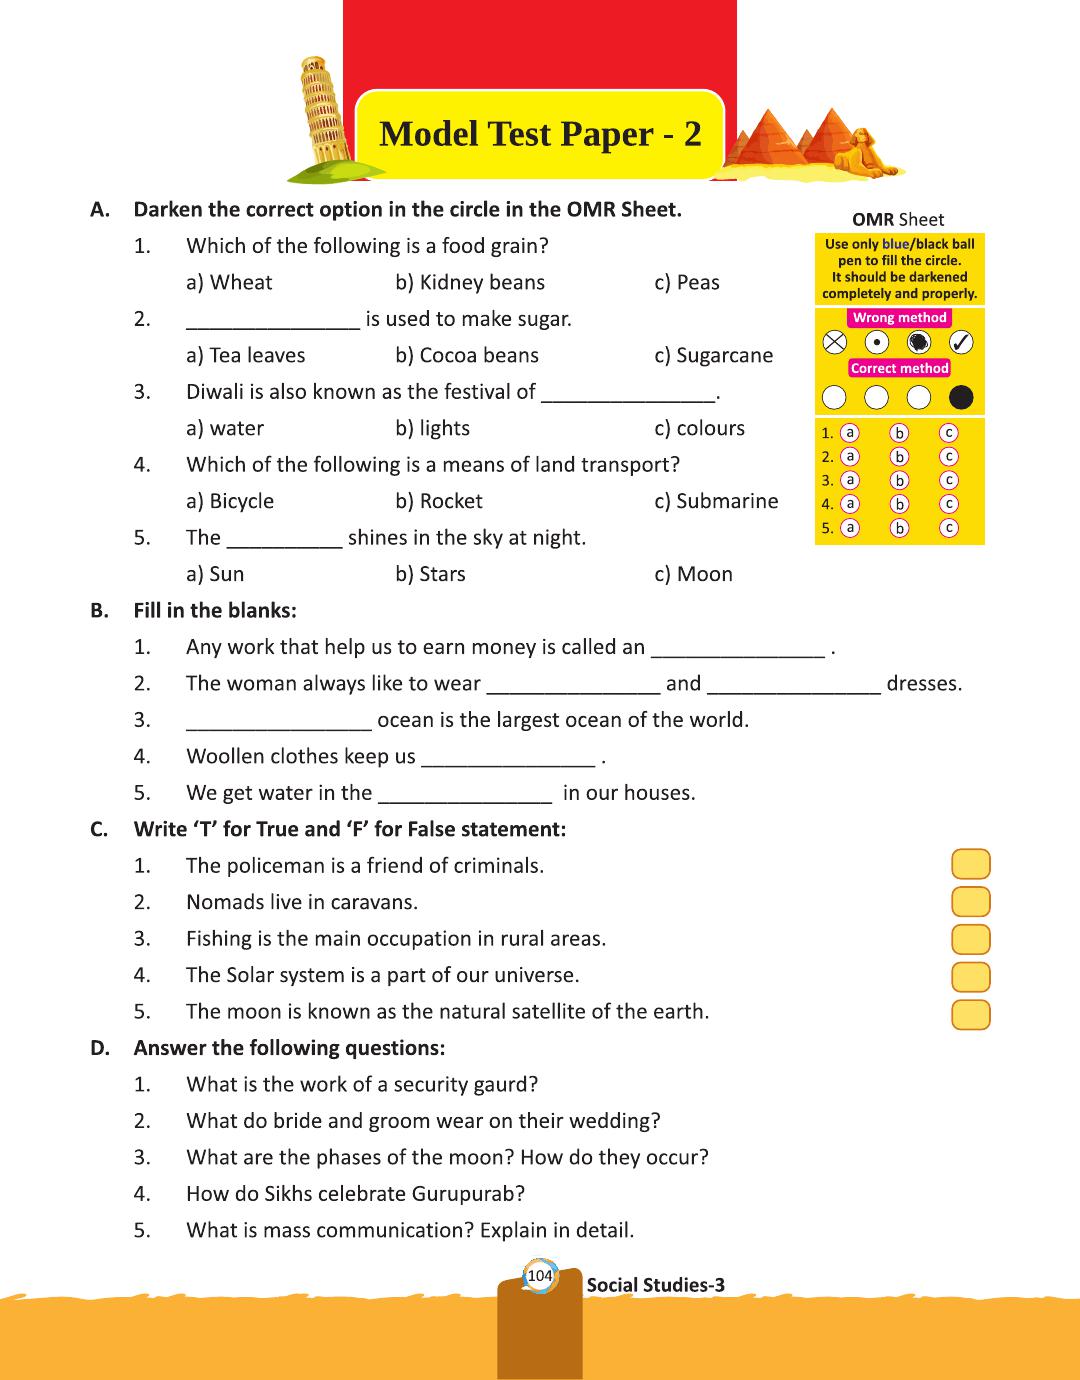 Model Test Paper - 2
A. Darken the correct option in the circle in the OMR Sheet.
1. Which of the following is a food grain?
a) Wheat b) Kidney beans c) Peas
2. _______________ is used to make sugar.
a) Tea leaves b) Cocoa beans c) Sugarcane
3. Diwali is also known as the festival of _______________.
a) water b) lights c) colours
4. Which of the following is a means of land transport?
a) Bicycle b) Rocket c) Submarine
5. The __________ shines in the sky at night.
a) Sun b) Stars c) Moon
OMR Sheet
Use only blue/black ball
pen to fill the circle.
It should be darkened
completely and properly.
Wrong method
Correct method
1. a b c
2. a b c
3. a b c
4. a b c
5. a b c
B. Fill in the blanks:
1. Any work that help us to earn money is called an _______________ .
2. The woman always like to wear _______________ and _______________ dresses.
3. ________________ ocean is the largest ocean of the world.
4. Woollen clothes keep us _______________ .
5. We get water in the _______________ in our houses.
C. Write ‘T’ for True and ‘F’ for False statement:
1. The policeman is a friend of criminals.
2. Nomads live in caravans.
3. Fishing is the main occupation in rural areas.
4. The Solar system is a part of our universe.
5. The moon is known as the natural satellite of the earth.
D. Answer the following questions:
1. What is the work of a security gaurd?
2. What do bride and groom wear on their wedding?
3. What are the phases of the moon? How do they occur?
4. How do Sikhs celebrate Gurupurab?
5. What is mass communication? Explain in detail.
104
Social Studies-3